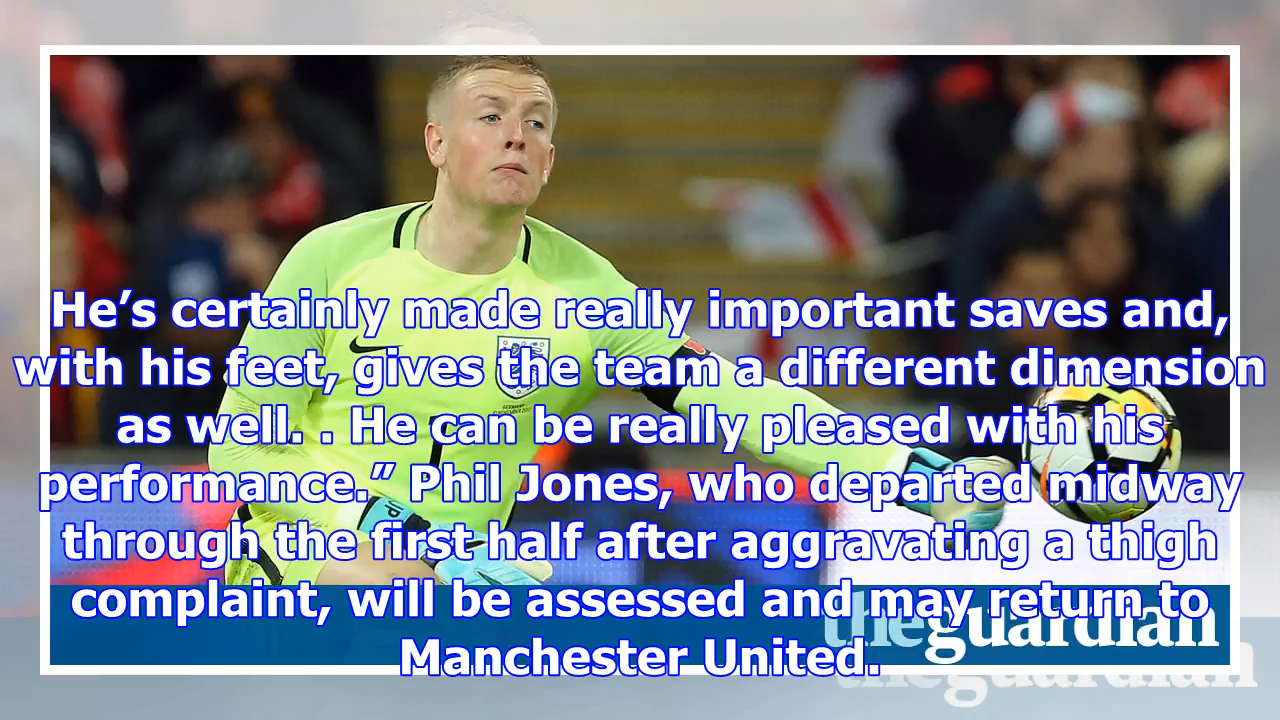 He’s certainly made really important saves and,
with his feet, gives the team a different dimension
as well. . He can be really pleased with his
performance.” Phil Jones, who departed midway
through the first half after aggravating a thigh
complaint, will be assessed and may return to
Manchester United.
theguardian
theguardian